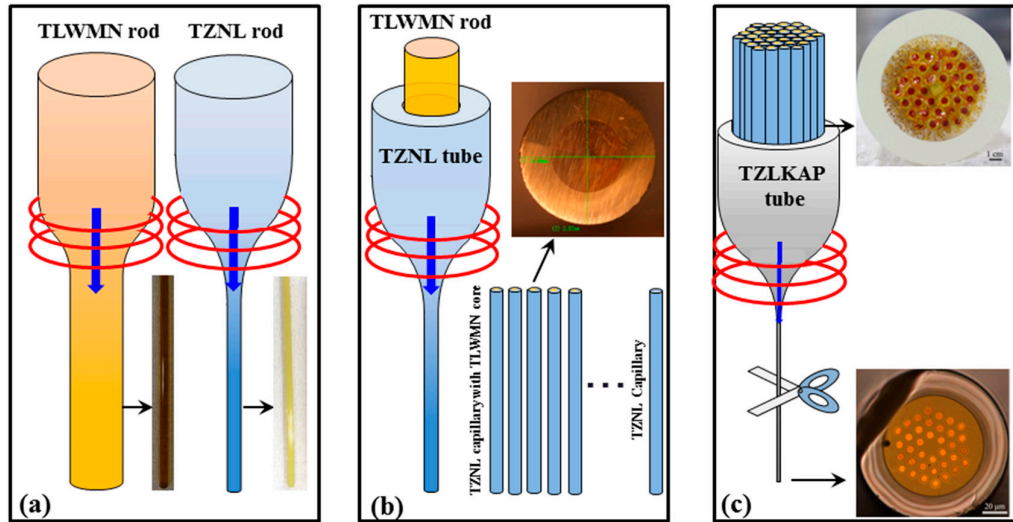 TLWMN rod
TZNL rod
(a)
TLWMN rod
TZNL tube
TZNL capillary with TLWMN core
TZNL Capillary
(b)
TZLKAP
tube
1 cm
20 μm
(c)